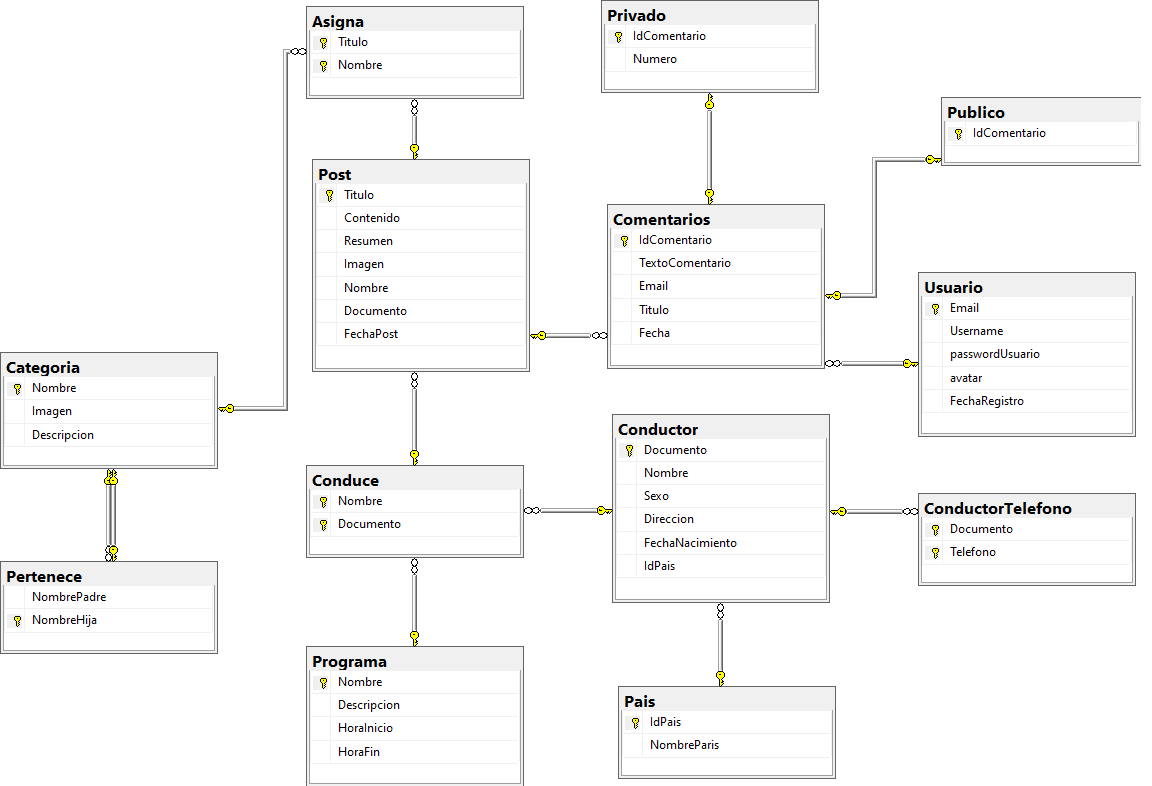 Asigna
Titulo
Nombre
Privado
IdComentario
Numero
Publico
IdComentario
Post
Titulo
Contenido
Resumen
Imagen
Nombre
Documento
FechaPost
Comentarios
IdComentario
TextoComentario
Email
Titulo
Fecha
Usuario
Email
Username
passwordUsuario
avatar
FechaRegistro
Categoria
Nombre
Imagen
Descripcion
Conductor
Documento
Nombre
Sexo
Direccion
FechaNacimiento
IdPais
Conduce
Nombre
Documento
ConductorTelefono
Documento
Telefono
Pertenece
NombrePadre
NombreHija
Programa
Nombre
Descripcion
HoraInicio
HoraFin
Pais
IdPais
NombreParis